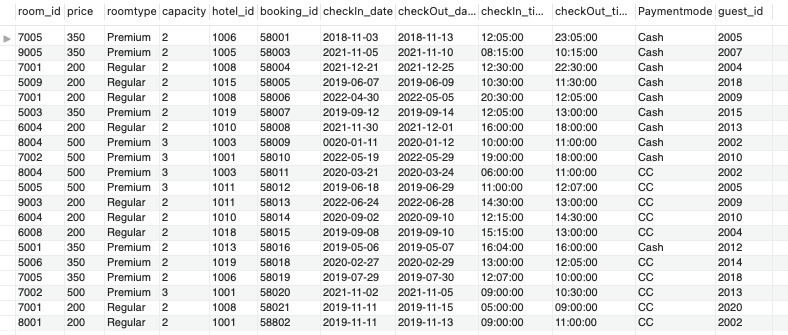 room_id price roomtype capacity hotel_id booking_id checkIn_date checkOut_da... checkIn_ti... checkOut_ti... Paymentmode guest_id
7005 350 Premium 2 1006 58001 2018-11-03 2018-11-13 12:05:00 23:05:00 Cash 2005
9005 350 Premium 2 1005 58003 2021-11-05 2021-11-10 08:15:00 10:15:00 Cash 2007
7001 200 Regular 2 1008 58004 2021-12-21 2021-12-25 12:30:00 22:30:00 Cash 2004
5009 200 Regular 2 1015 58005 2019-06-07 2019-06-09 10:30:00 11:30:00 Cash 2018
7001 200 Regular 2 1008 58006 2022-04-30 2022-05-05 20:30:00 12:05:00 Cash 2009
5003 350 Premium 2 1019 58007 2019-09-12 2019-09-14 12:05:00 13:00:00 Cash 2015
6004 200 Regular 2 1010 58008 2021-11-30 2021-12-01 16:00:00 18:00:00 Cash 2013
8004 500 Premium 3 1003 58009 0020-01-11 2020-01-12 10:00:00 11:00:00 Cash 2002
7002 500 Premium 3 1001 58010 2022-05-19 2022-05-29 19:00:00 18:00:00 Cash 2010
8004 500 Premium 3 1003 58011 2020-03-21 2020-03-24 06:00:00 11:00:00 CC 2002
5005 500 Premium 3 1011 58012 2019-06-18 2019-06-29 11:00:00 12:07:00 CC 2005
9003 200 Regular 2 1011 58013 2022-06-24 2022-06-28 14:30:00 13:00:00 CC 2009
6004 200 Regular 2 1010 58014 2020-09-02 2020-09-10 12:15:00 14:30:00 CC 2010
6008 200 Regular 2 1018 58015 2019-09-08 2019-09-10 15:15:00 13:00:00 CC 2004
5001 350 Premium 2 1013 58016 2019-05-06 2019-05-07 16:04:00 16:00:00 Cash 2012
5006 350 Premium 2 1019 58018 2020-02-27 2020-02-29 13:00:00 12:05:00 CC 2014
7005 350 Premium 2 1006 58019 2019-07-29 2019-07-30 12:07:00 10:00:00 CC 2018
7002 500 Premium 3 1001 58020 2021-11-02 2021-11-05 09:00:00 10:30:00 CC 2013
7001 200 Regular 2 1008 58021 2019-11-11 2019-11-15 05:00:00 09:00:00 CC 2020
8001 200 Regular 2 1001 58802 2019-11-11 2019-11-13 09:00:00 11:00:00 CC 2002